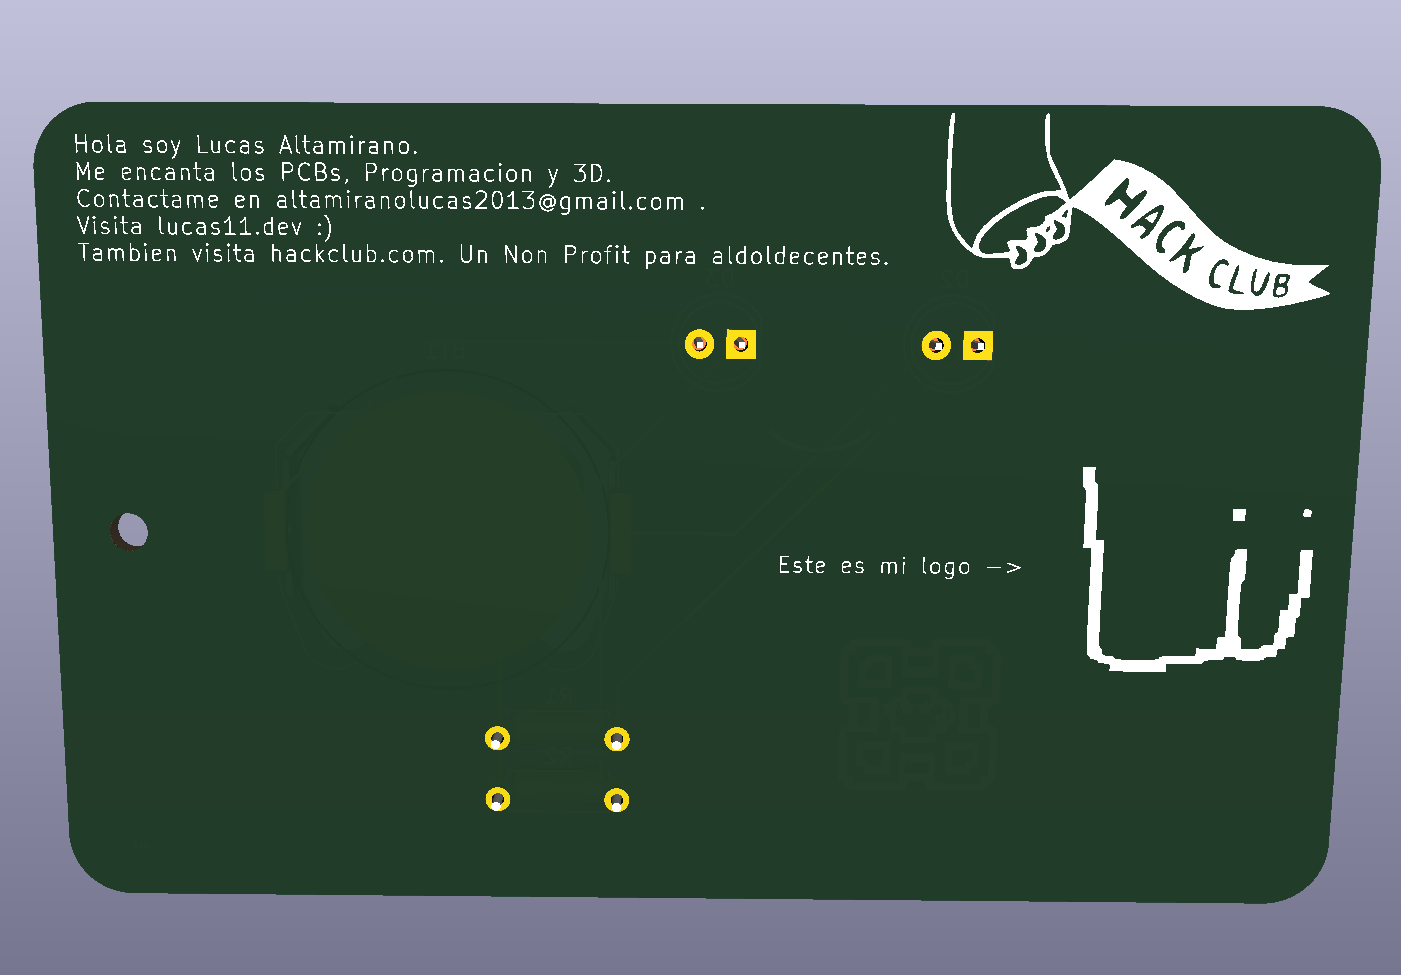 Hola soy Lucas Altamirano.
Me encanta los PCBs, Programacion y 3D.
Contactame en altamiranolucas2013@gmail.com .
Visita lucas11.dev :)
Tambien visita hackclub.com. Un Non Profit para aldoldecentes.
HACK CLUB
Este es mi logo —>